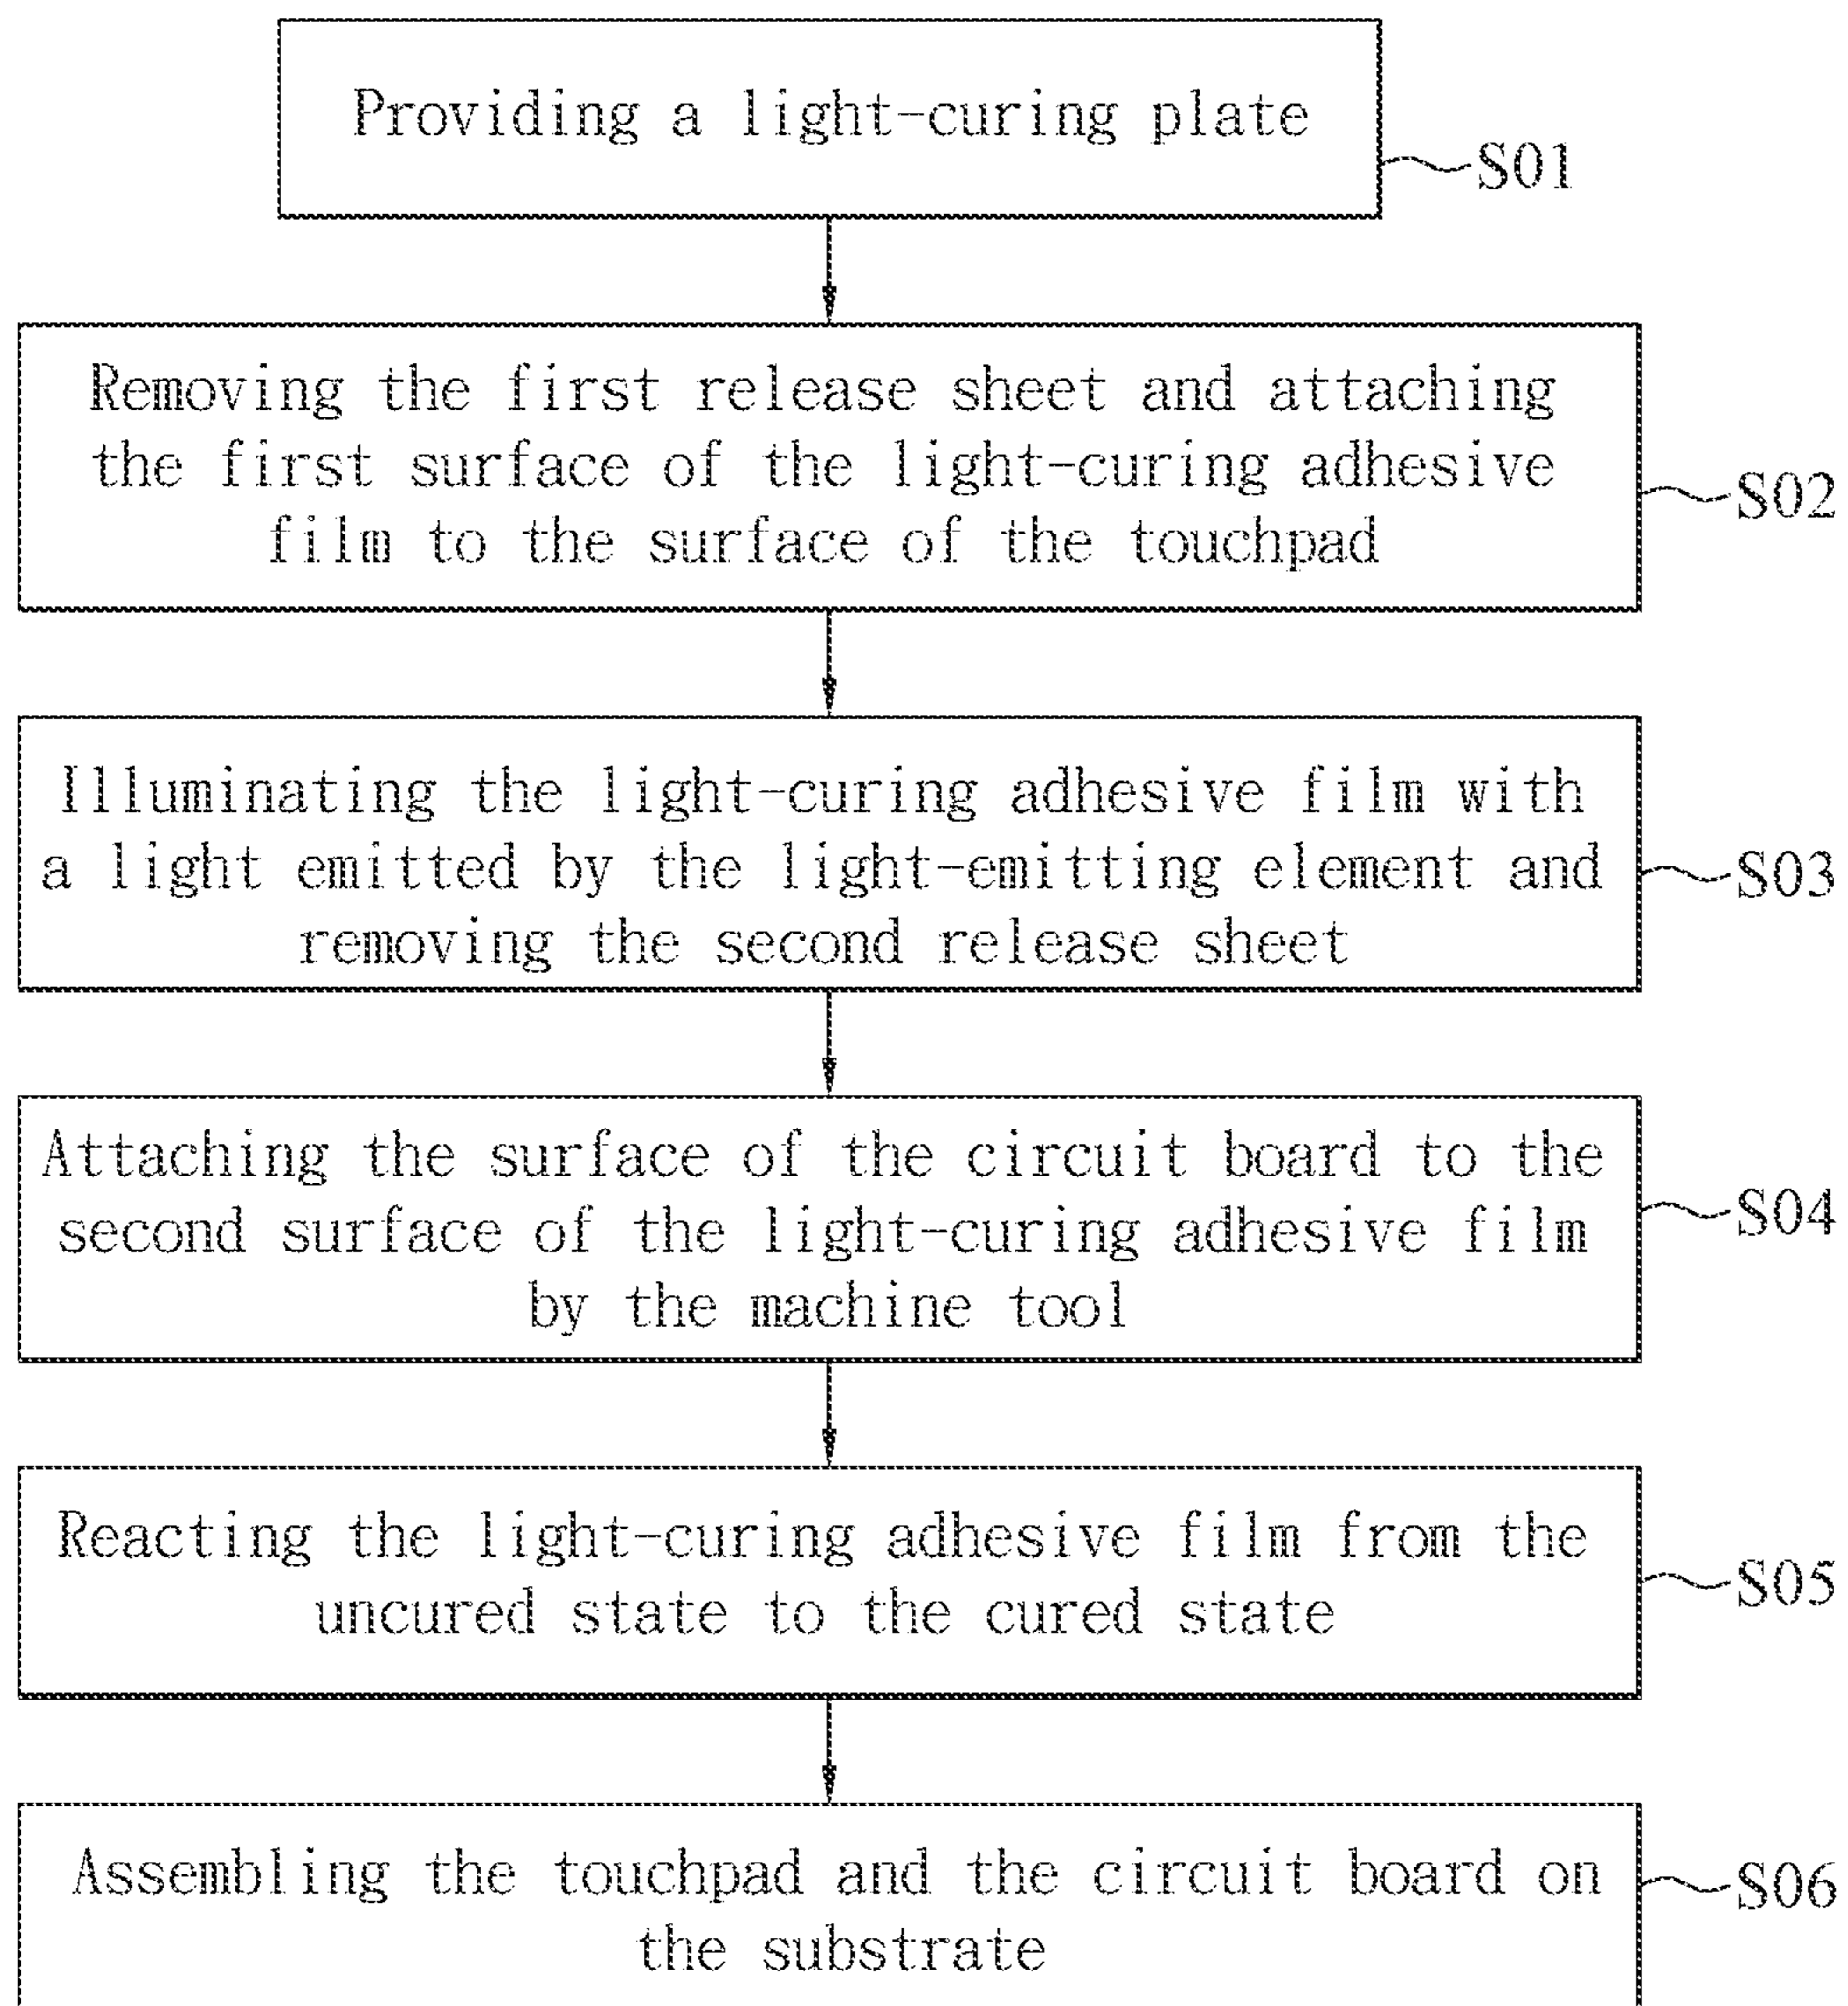 Providing a light-curing plate
S01
Removing the first release sheet and attaching
the first surface of the light-curing adhesive
film to the surface of the touchpad
S02
Illuminating the light-curing adhesive film with
a light emitted by the light-emitting element and
removing the second release sheet
S03
Attaching the surface of the circuit board to the
second surface of the light-curing adhesive film
by the machine tool
S04
Reacting the light-curing adhesive film from the
uncured state to the cured state
S05
Assembling the touchpad and the circuit board on
the substrate
S06